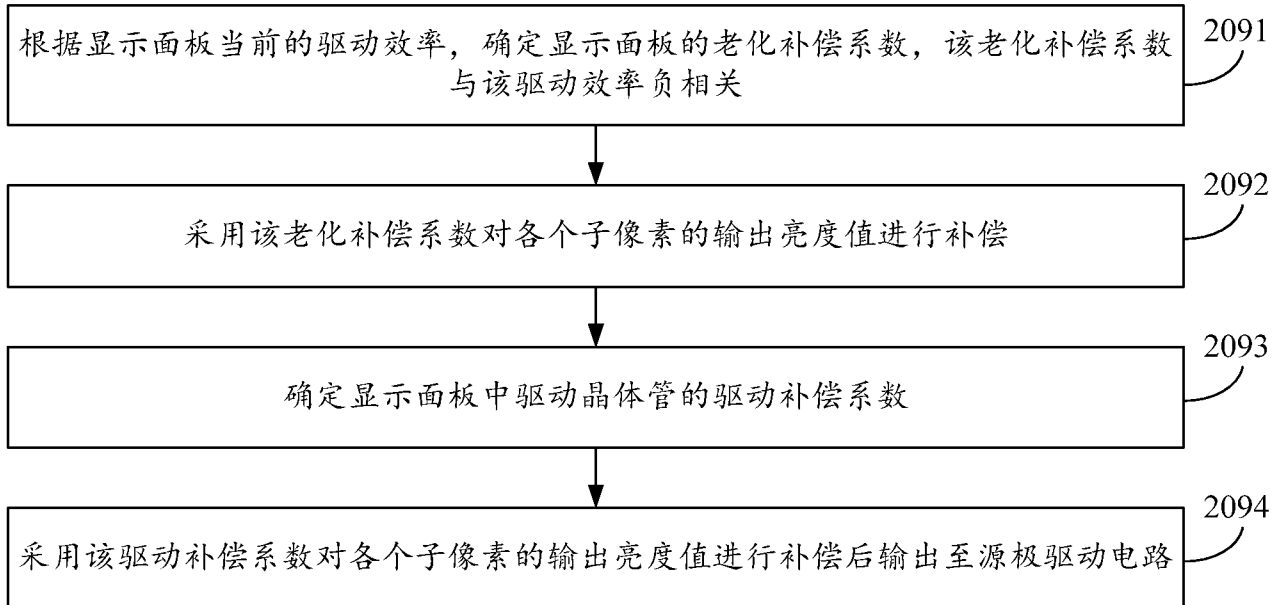 根据显示面板当前的驱动效率，确定显示面板的老化补偿系数，该老化补偿系数
与该驱动效率负相关
2091
采用该老化补偿系数对各个子像素的输出亮度值进行补偿
2092
确定显示面板中驱动晶体管的驱动补偿系数
2093
采用该驱动补偿系数对各个子像素的输出亮度值进行补偿后输出至源极驱动电路
2094